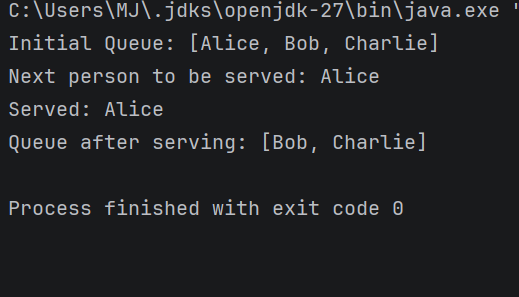 C:\Users\MJ\.jdks\openjdk-27\bin\java.exe "
Initial Queue: [Alice, Bob, Charlie]
Next person to be served: Alice
Served: Alice
Queue after serving: [Bob, Charlie]
Process finished with exit code 0